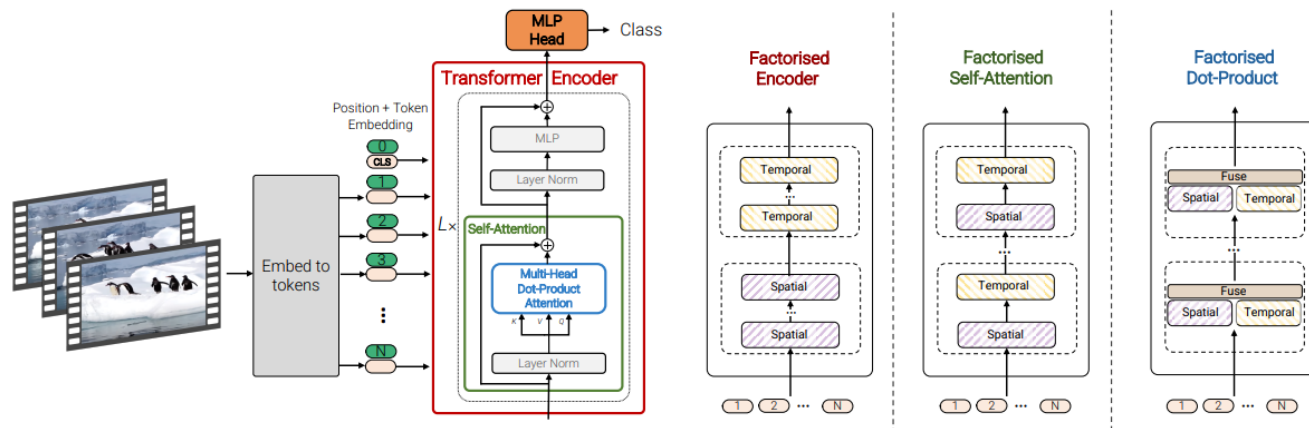 MLP
Head
Class
Transformer Encoder
Position + Token
Embedding
0
CLS
1
2
3
N
Embed to
tokens
L×
MLP
Layer Norm
Self-Attention
Multi-Head
Dot-Product
Attention
K V Q
Layer Norm
Factorised
Encoder
Temporal
...
Temporal
Spatial
...
Spatial
1 2 ... N
Factorised
Self-Attention
Temporal
Spatial
...
Temporal
Spatial
1 2 ... N
Factorised
Dot-Product
Fuse
Spatial Temporal
...
Fuse
Spatial Temporal
1 2 ... N